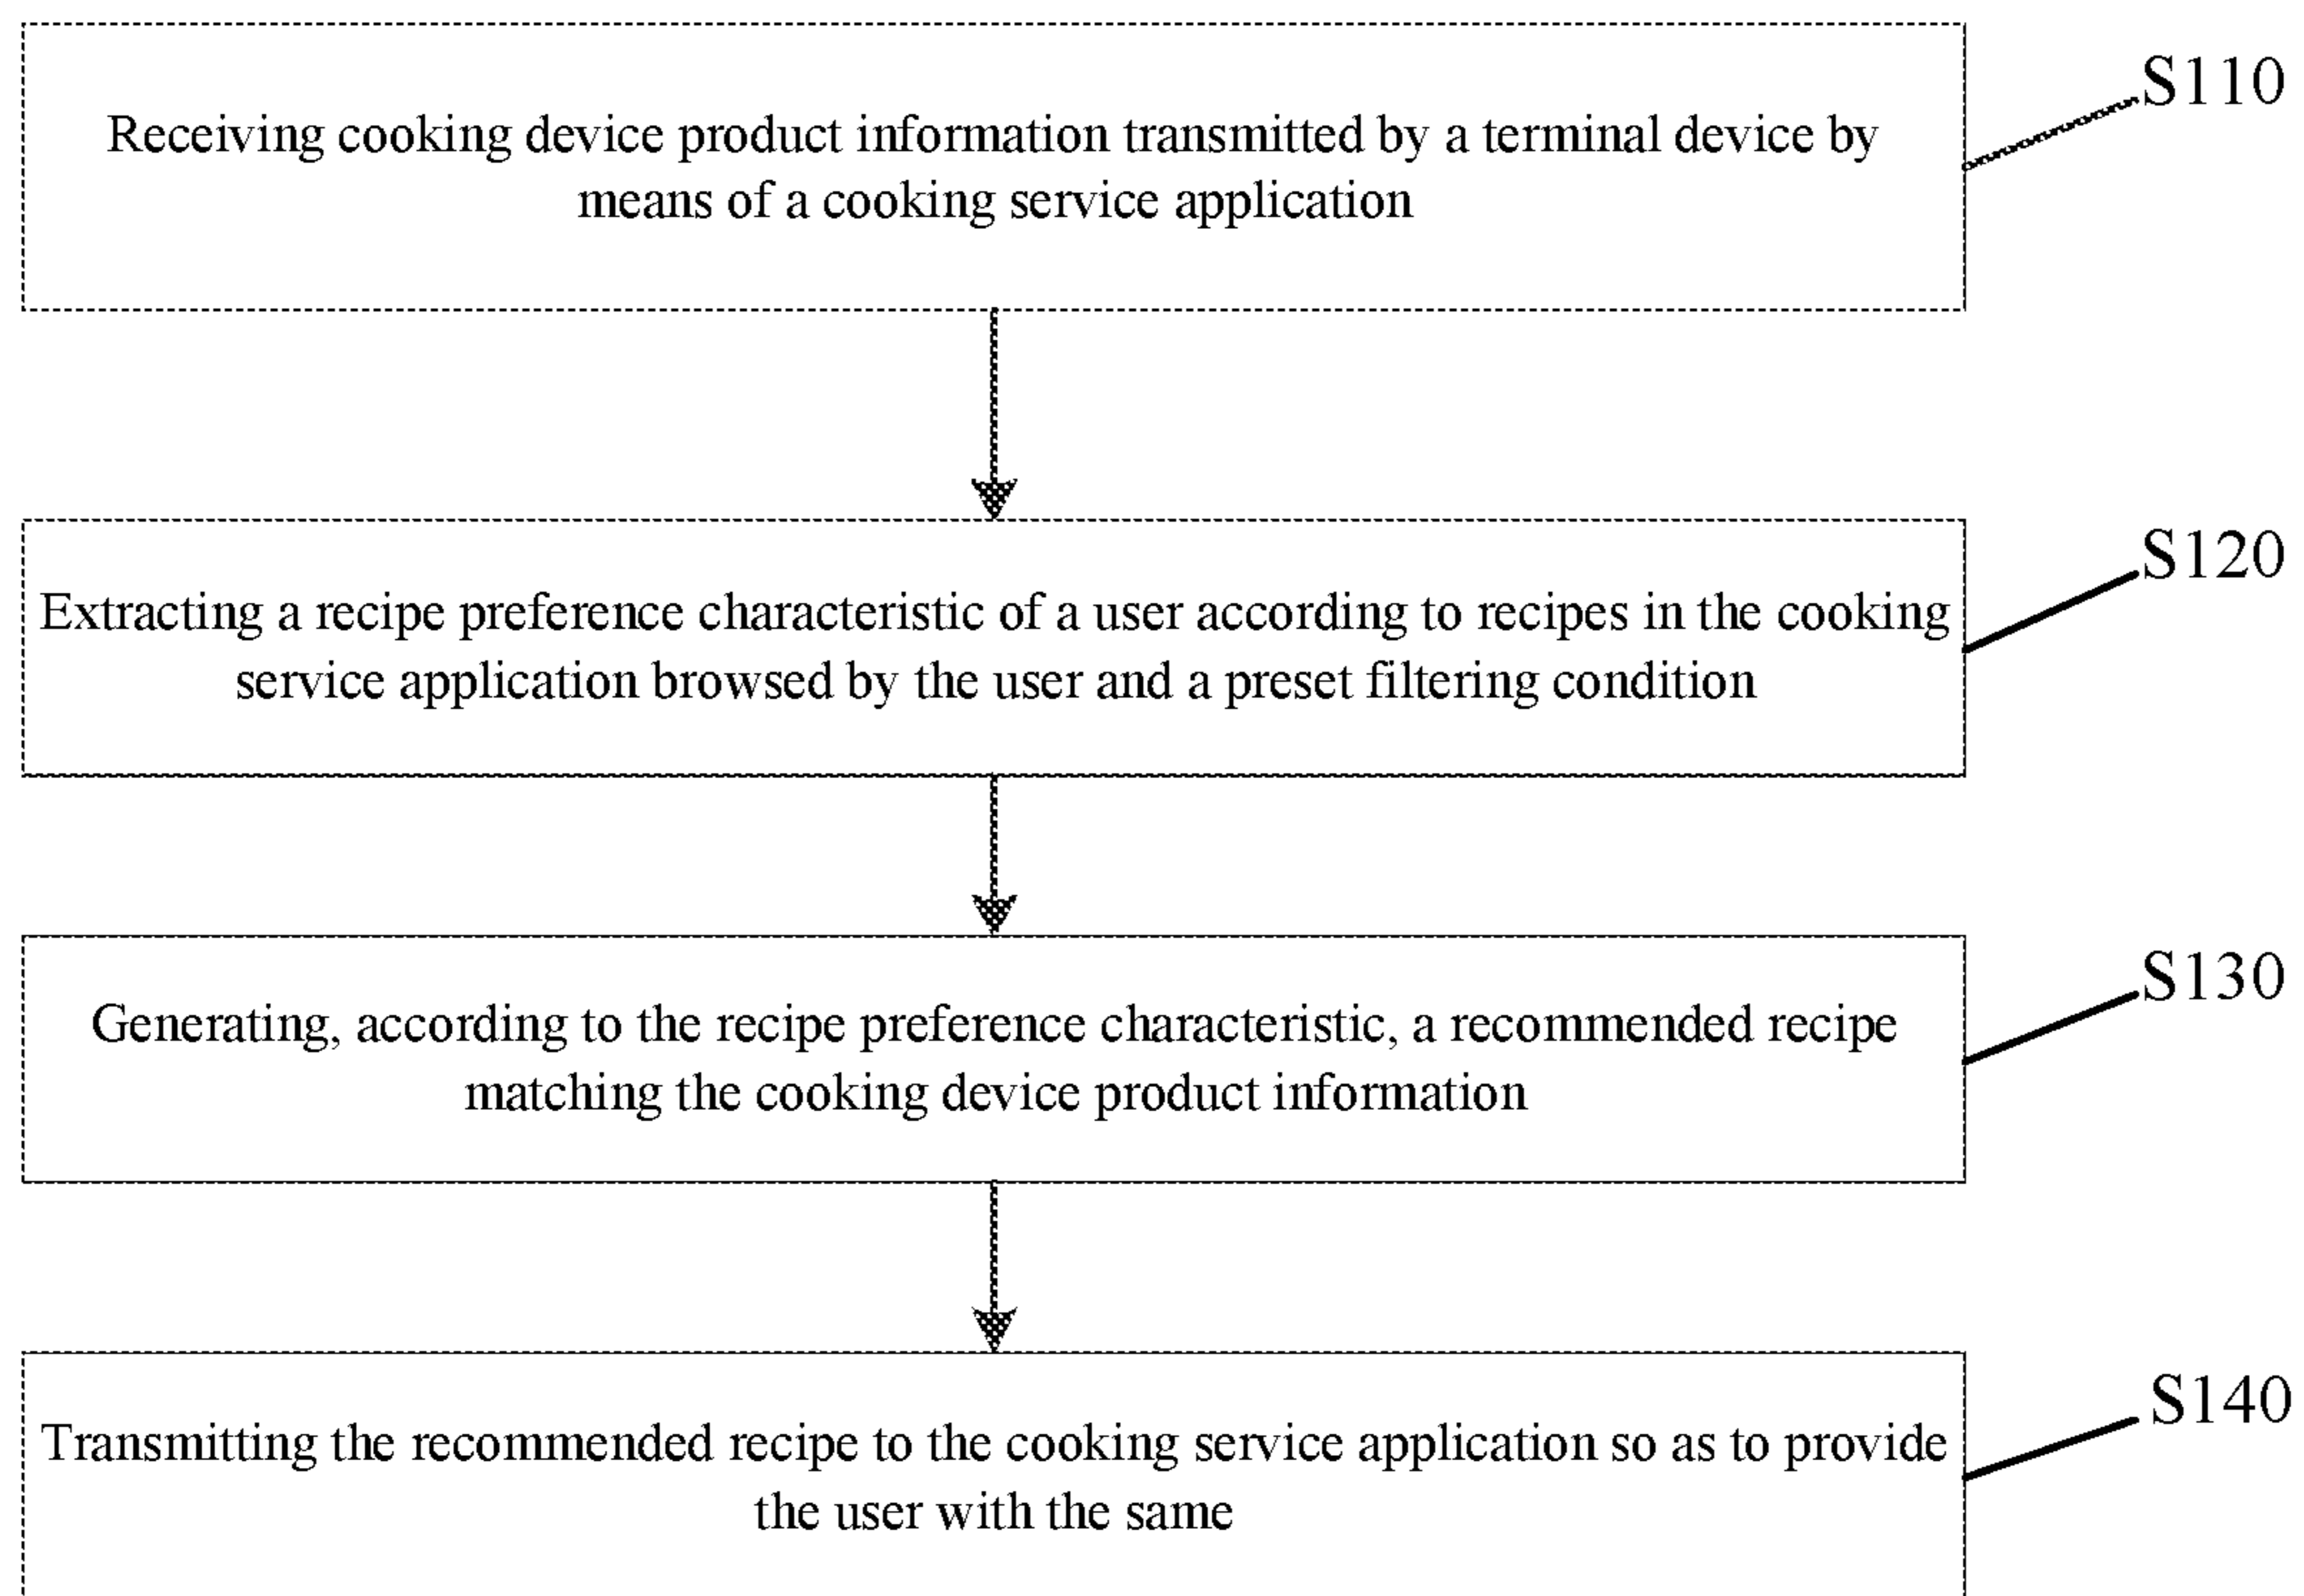 Receiving cooking device product information transmitted by a terminal device by
means of a cooking service application
S110
Extracting a recipe preference characteristic of a user according to recipes in the cooking
service application browsed by the user and a preset filtering condition
S120
Generating, according to the recipe preference characteristic, a recommended recipe
matching the cooking device product information
S130
Transmitting the recommended recipe to the cooking service application so as to provide
the user with the same
S140